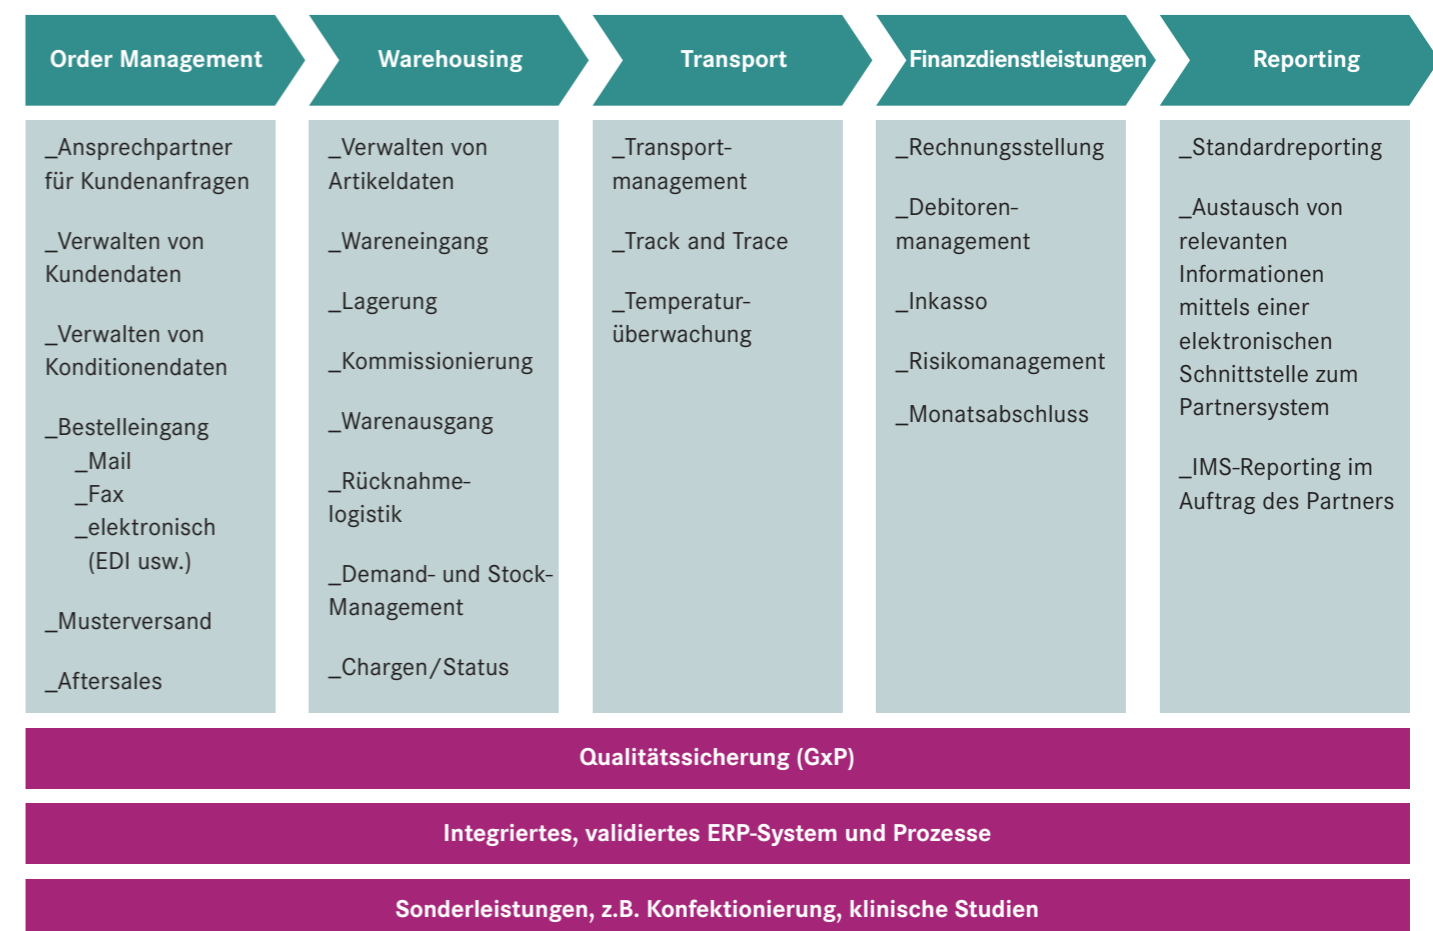 Order Management
Warehousing
Transport
Finanzdienstleistungen
Reporting
_Ansprechpartner
für Kundenanfragen
_Verwalten von
Kundendaten
_Verwalten von
Konditionendaten
_Bestelleingang
_Mail
_Fax
_elektronisch
(EDI usw.)
_Musterversand
_Aftersales
_Verwalten von
Artikeldaten
_Wareneingang
_Lagerung
_Kommissionierung
_Warenausgang
_Rücknahme-
logistik
_Demand- und Stock-
Management
_Chargen/Status
_Transport-
management
_Track and Trace
_Temperatur-
überwachung
_Rechnungsstellung
_Debitoren-
management
_Inkasso
_Risikomanagement
_Monatsabschluss
_Standardreporting
_Austausch von
relevanten
Informationen
mittels einer
elektronischen
Schnittstelle zum
Partnersystem
_IMS-Reporting im
Auftrag des Partners
Qualitätssicherung (GxP)
Integriertes, validiertes ERP-System und Prozesse
Sonderleistungen, z.B. Konfektionierung, klinische Studien